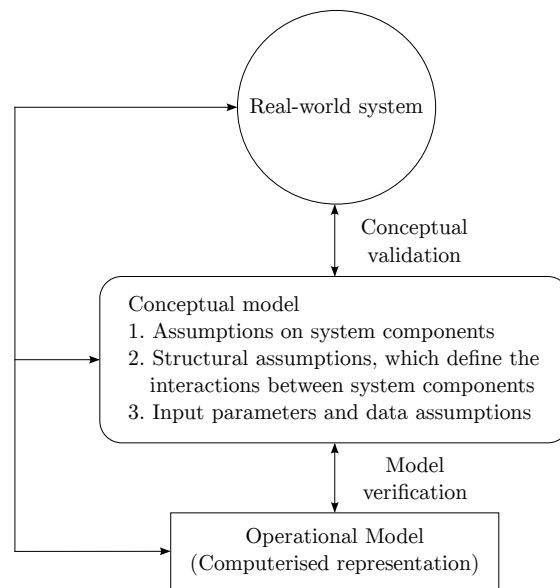 Real-world system
Conceptual
validation
Conceptual model
1. Assumptions on system components
2. Structural assumptions, which define the
interactions between system components
3. Input parameters and data assumptions
Model
verification
Operational Model
(Computerised representation)